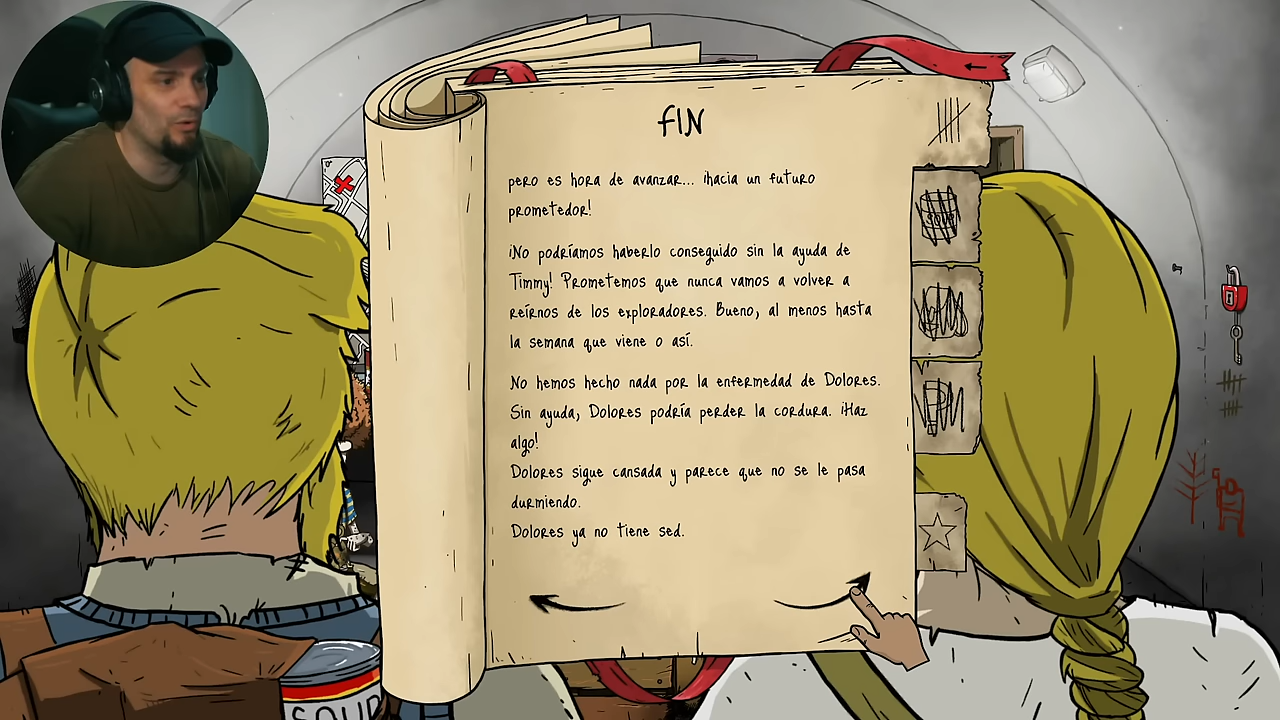 FIN
pero es hora de avanzar... ¡hacia un futuro
prometedor!
¡No podríamos haberlo conseguido sin la ayuda de
Timmy! Prometemos que nunca vamos a volver a
reírnos de los exploradores. Bueno, al menos hasta
la semana que viene o así.
No hemos hecho nada por la enfermedad de Dolores.
Sin ayuda, Dolores podría perder la cordura. ¡Haz
algo!
Dolores sigue cansada y parece que no se le pasa
durmiendo.
Dolores ya no tiene sed.
SOUP